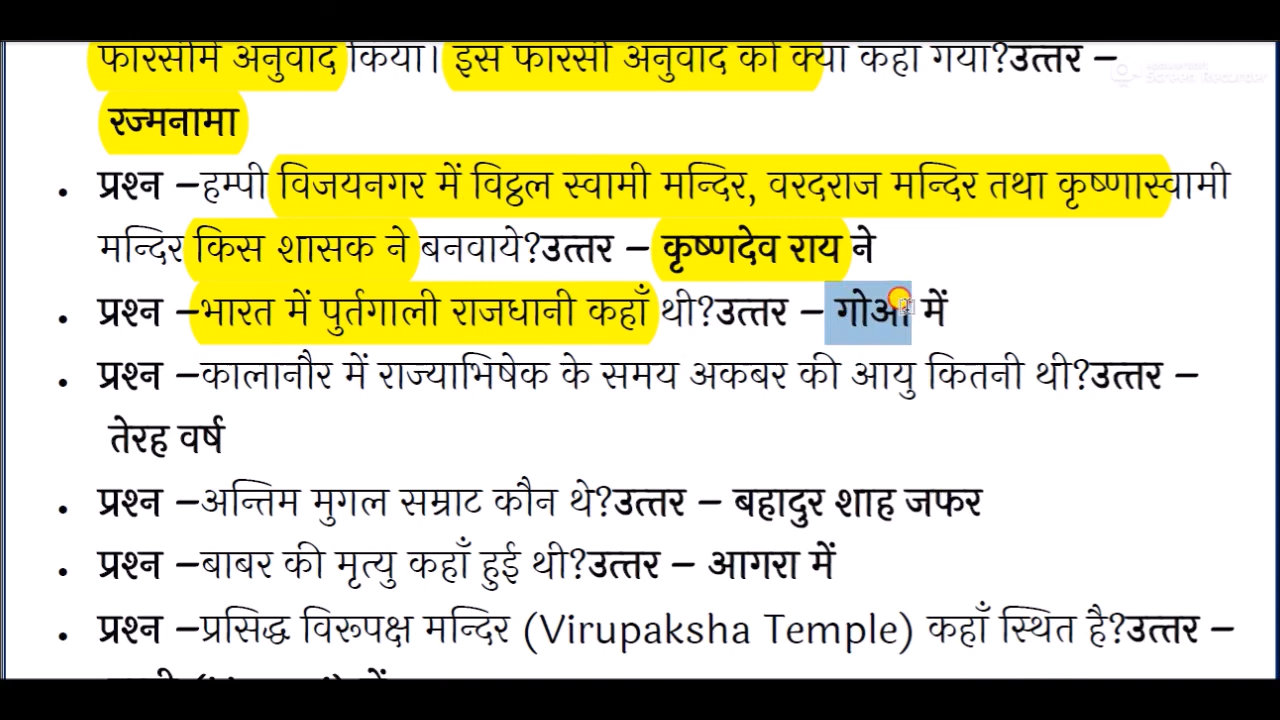 फारसीमें अनुवाद किया। इस फारसी अनुवाद को क्या कहा गया?उत्तर –
रज्मनामा
• प्रश्न –हम्पी विजयनगर में विट्ठल स्वामी मन्दिर, वरदराज मन्दिर तथा कृष्णास्वामी
मन्दिर किस शासक ने बनवाये?उत्तर – कृष्णदेव राय ने
• प्रश्न –भारत में पुर्तगाली राजधानी कहाँ थी?उत्तर – गोआ में
• प्रश्न –कालानौर में राज्याभिषेक के समय अकबर की आयु कितनी थी?उत्तर –
तेरह वर्ष
• प्रश्न –अन्तिम मुगल सम्राट कौन थे?उत्तर – बहादुर शाह जफर
• प्रश्न –बाबर की मृत्यु कहाँ हुई थी?उत्तर – आगरा में
• प्रश्न –प्रसिद्ध विरूपक्ष मन्दिर (Virupaksha Temple) कहाँ स्थित है?उत्तर –